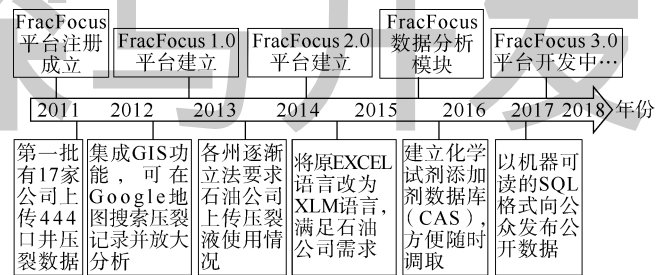 FracFocus
平台注册
成立
FracFocus 1.0
平台建立
FracFocus 2.0
平台建立
FracFocus
数据分析
模块
FracFocus 3.0
平台开发中…
2011 2012 2013 2014 2015 2016 2017 2018 年份
第一批
有17家
公司上
传444
口井压
裂数据
集成GIS功
能，可在
Google地
图搜索压裂
记录并放大
分析
各州逐渐
立法要求
石油公司
上传压裂
液使用情
况
将原EXCEL
语言改为
XLM语言，
满足石油
公司需求
建立化学
试剂添加
剂数据库
（CAS），
方便随时
调取
以机器可
读的SQL
格式向公
众发布公
开数据